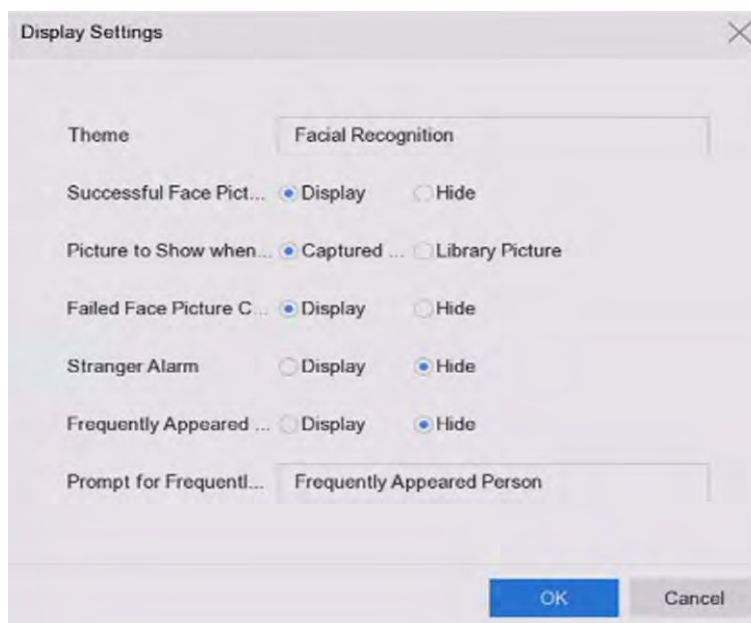 Display Settings
Theme Facial Recognition
Successful Face Pict... Display Hide
Picture to Show when... Captured ... Library Picture
Failed Face Picture C... Display Hide
Stranger Alarm Display Hide
Frequently Appeared ... Display Hide
Prompt for Frequentl... Frequently Appeared Person
OK Cancel